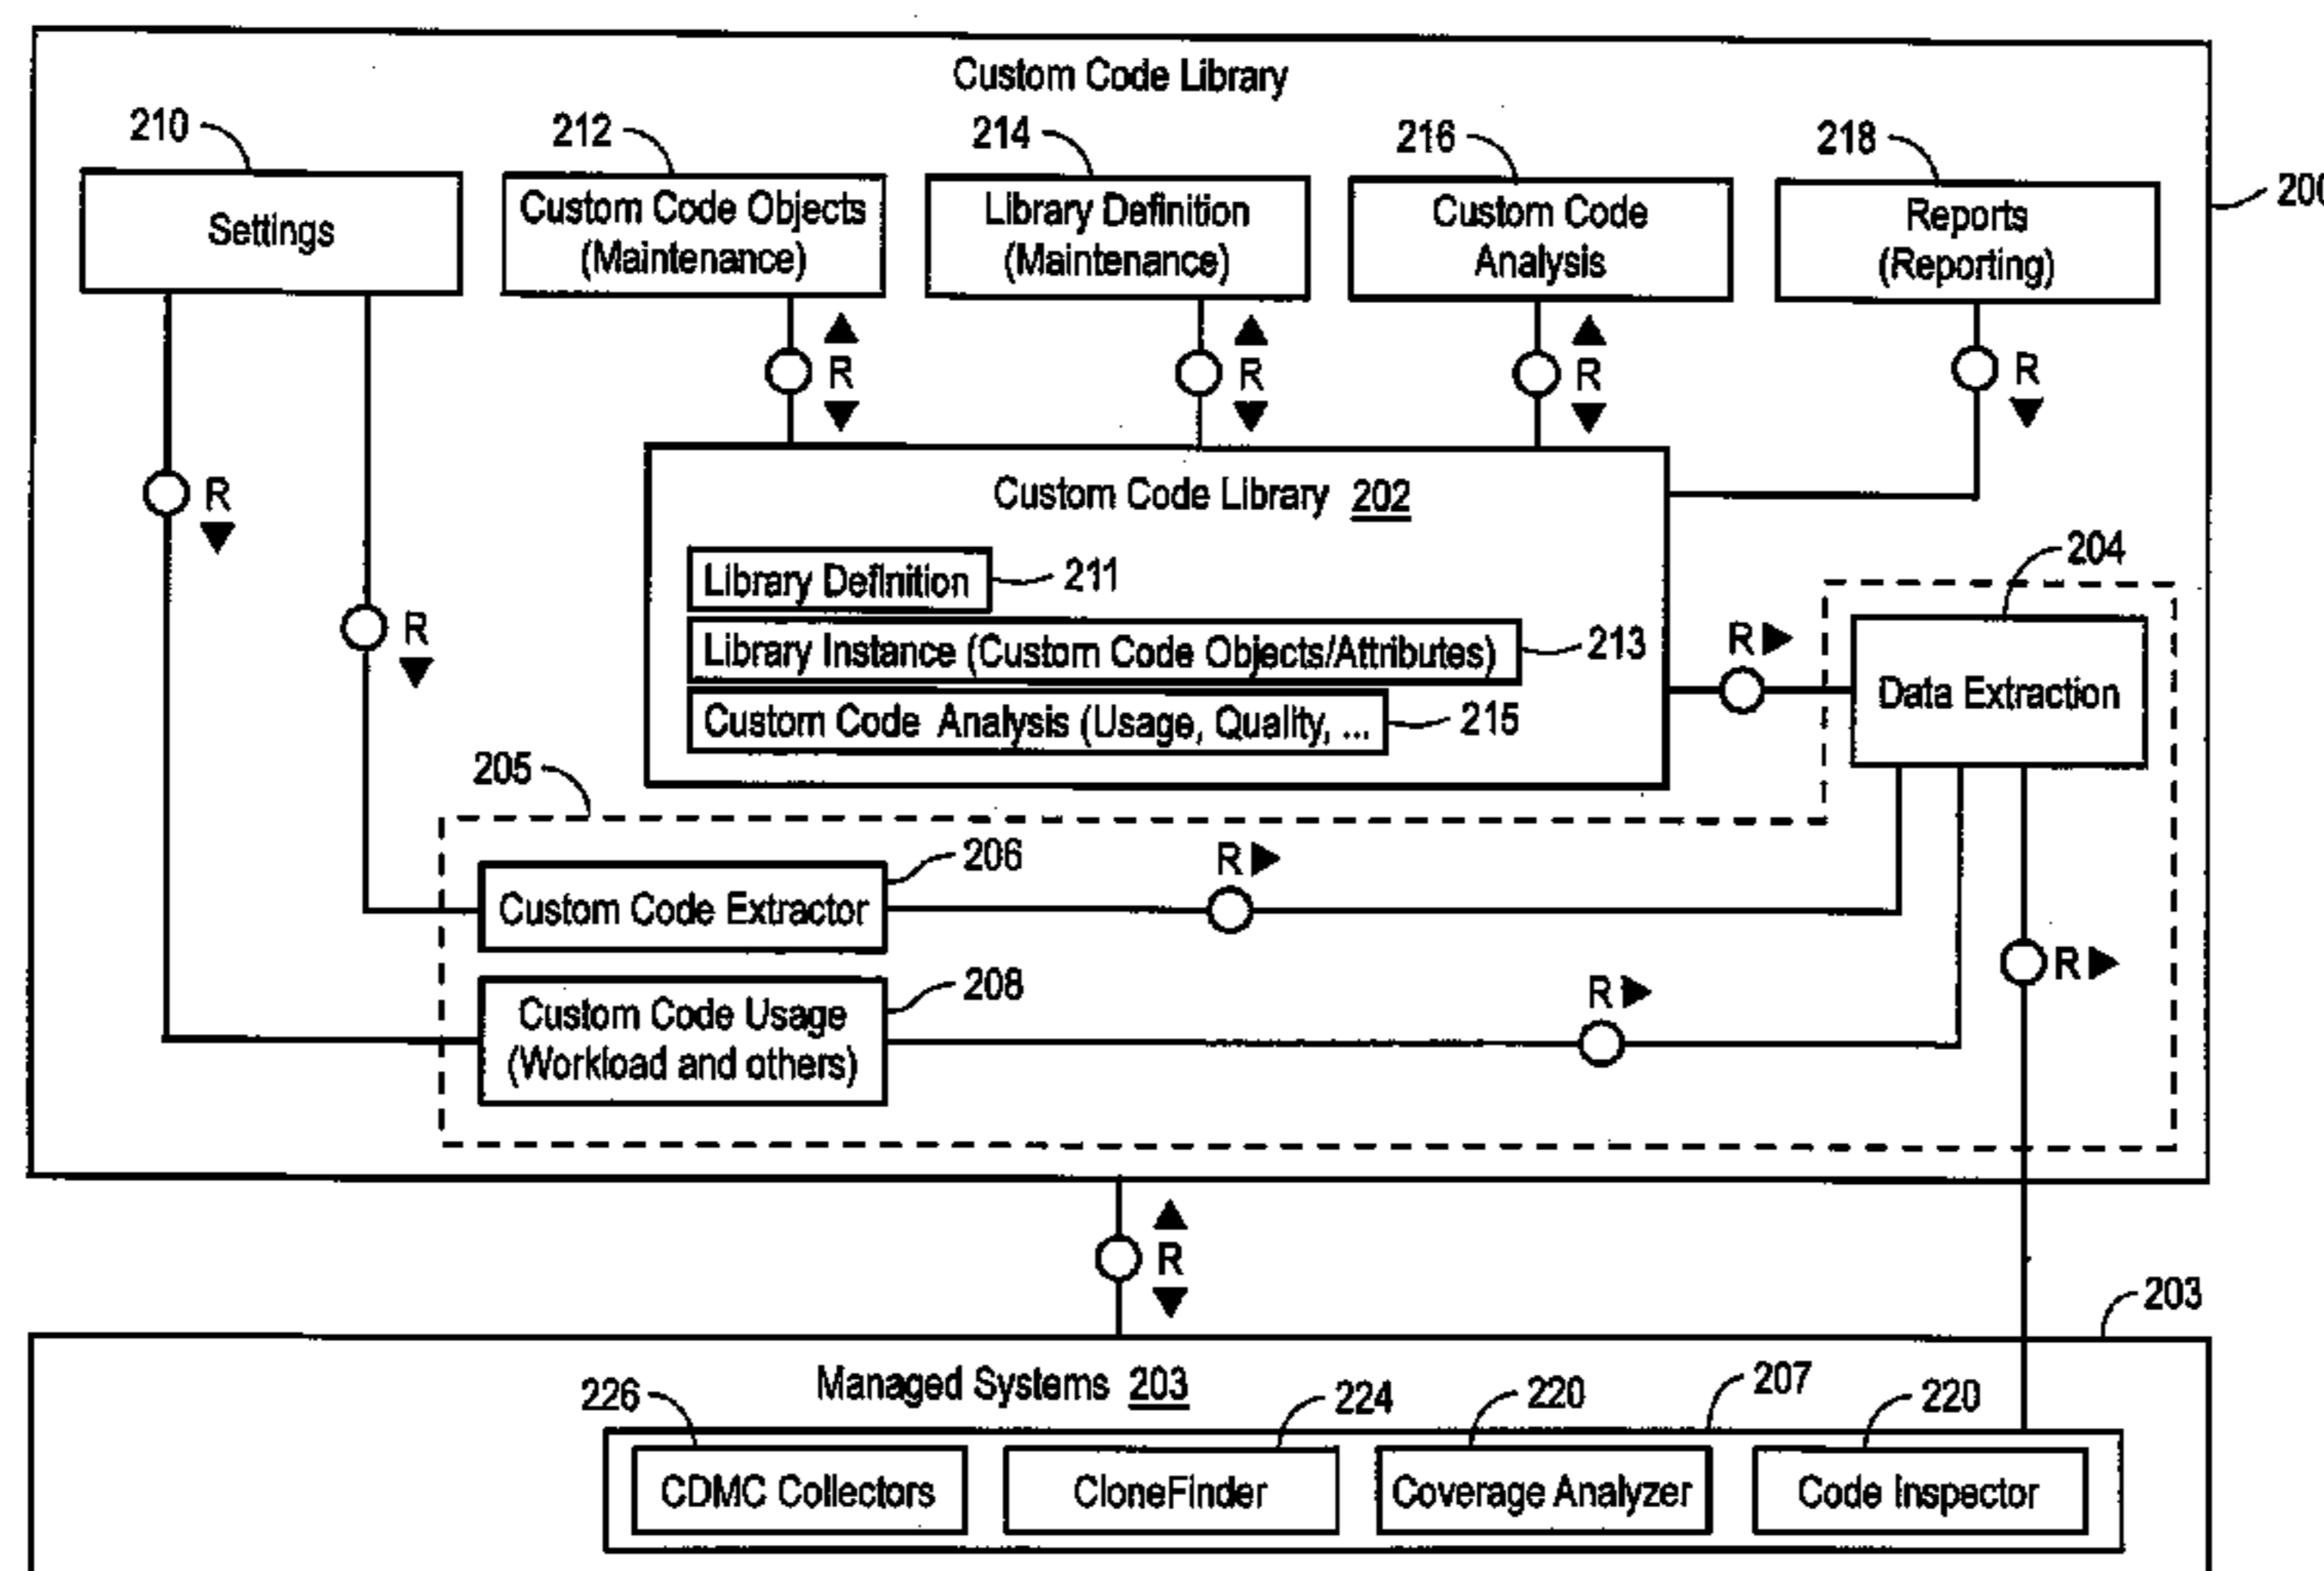 Custom Code Library
210
212
214
216
218
200
Settings
Custom Code Objects
(Maintenance)
Library Definition
(Maintenance)
Custom Code
Analysis
Reports
(Reporting)
R
R
R
R
R
R
Custom Code Library 202
Library Definition
211
Library Instance (Custom Code Objects/Attributes)
213
Custom Code Analysis (Usage, Quality, ...
215
204
R
Data Extraction
205
Custom Code Extractor
206
R
Custom Code Usage
(Workload and others)
208
R
R
R
203
Managed Systems 203
226
224
220
207
220
CDMC Collectors
CloneFinder
Coverage Analyzer
Code Inspector